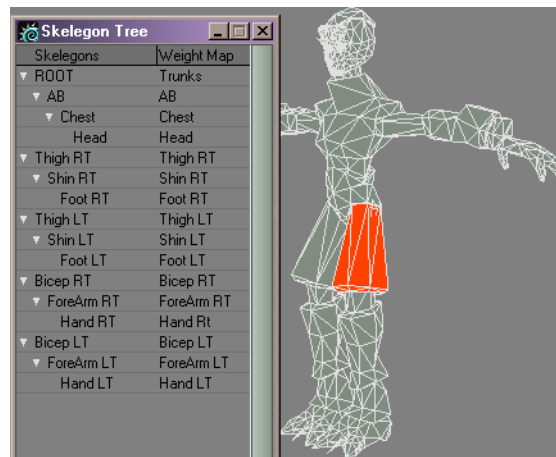 Skelegon Tree
Skelegons Weight Map
ROOT Trunks
AB AB
Chest Chest
Head Head
Thigh RT Thigh RT
Shin RT Shin RT
Foot RT Foot RT
Thigh LT Thigh LT
Shin LT Shin LT
Foot LT Foot LT
Bicep RT Bicep RT
ForeArm RT ForeArm RT
Hand RT Hand Rt
Bicep LT Bicep LT
ForeArm LT ForeArm LT
Hand LT Hand LT